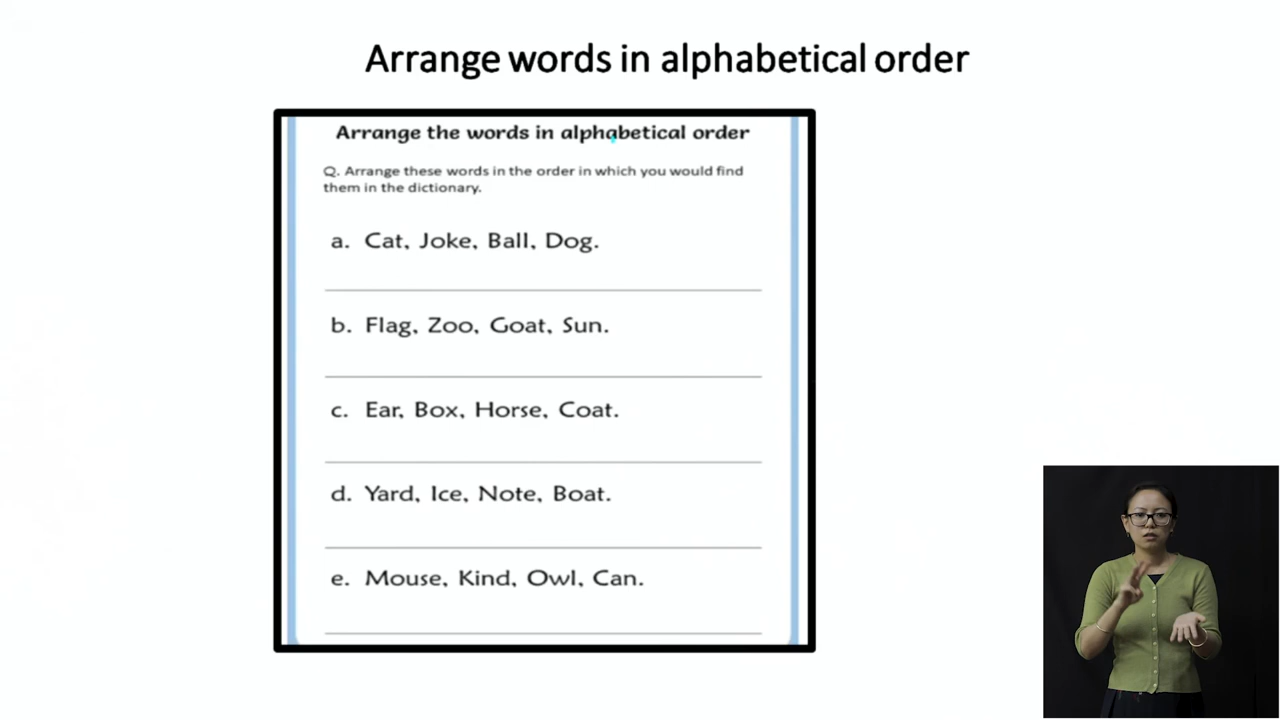 Arrange words in alphabetical order
Arrange the words in alphabetical order
Q. Arrange these words in the order in which you would find
them in the dictionary.
a. Cat, Joke, Ball, Dog.
b. Flag, Zoo, Goat, Sun.
c. Ear, Box, Horse, Coat.
d. Yard, Ice, Note, Boat.
e. Mouse, Kind, Owl, Can.